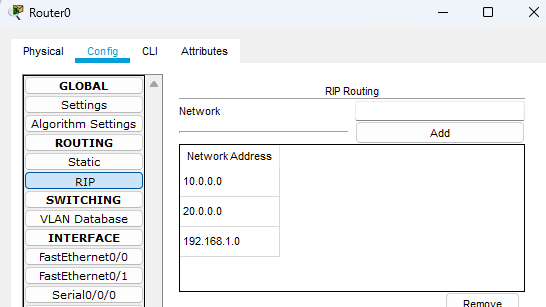 Router0
Physical Config CLI Attributes
GLOBAL
Settings
Algorithm Settings
ROUTING
Static
RIP
SWITCHING
VLAN Database
INTERFACE
FastEthernet0/0
FastEthernet0/1
Serial0/0/0
RIP Routing
Network
Add
Network Address
10.0.0.0
20.0.0.0
192.168.1.0
Remove